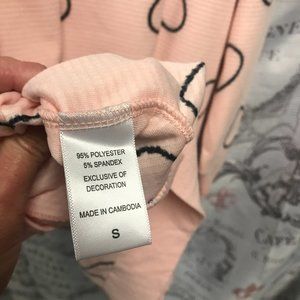 95% POLYESTER
5% SPANDEX
EXCLUSIVE OF
DECORATION
MADE IN CAMBODIA
S